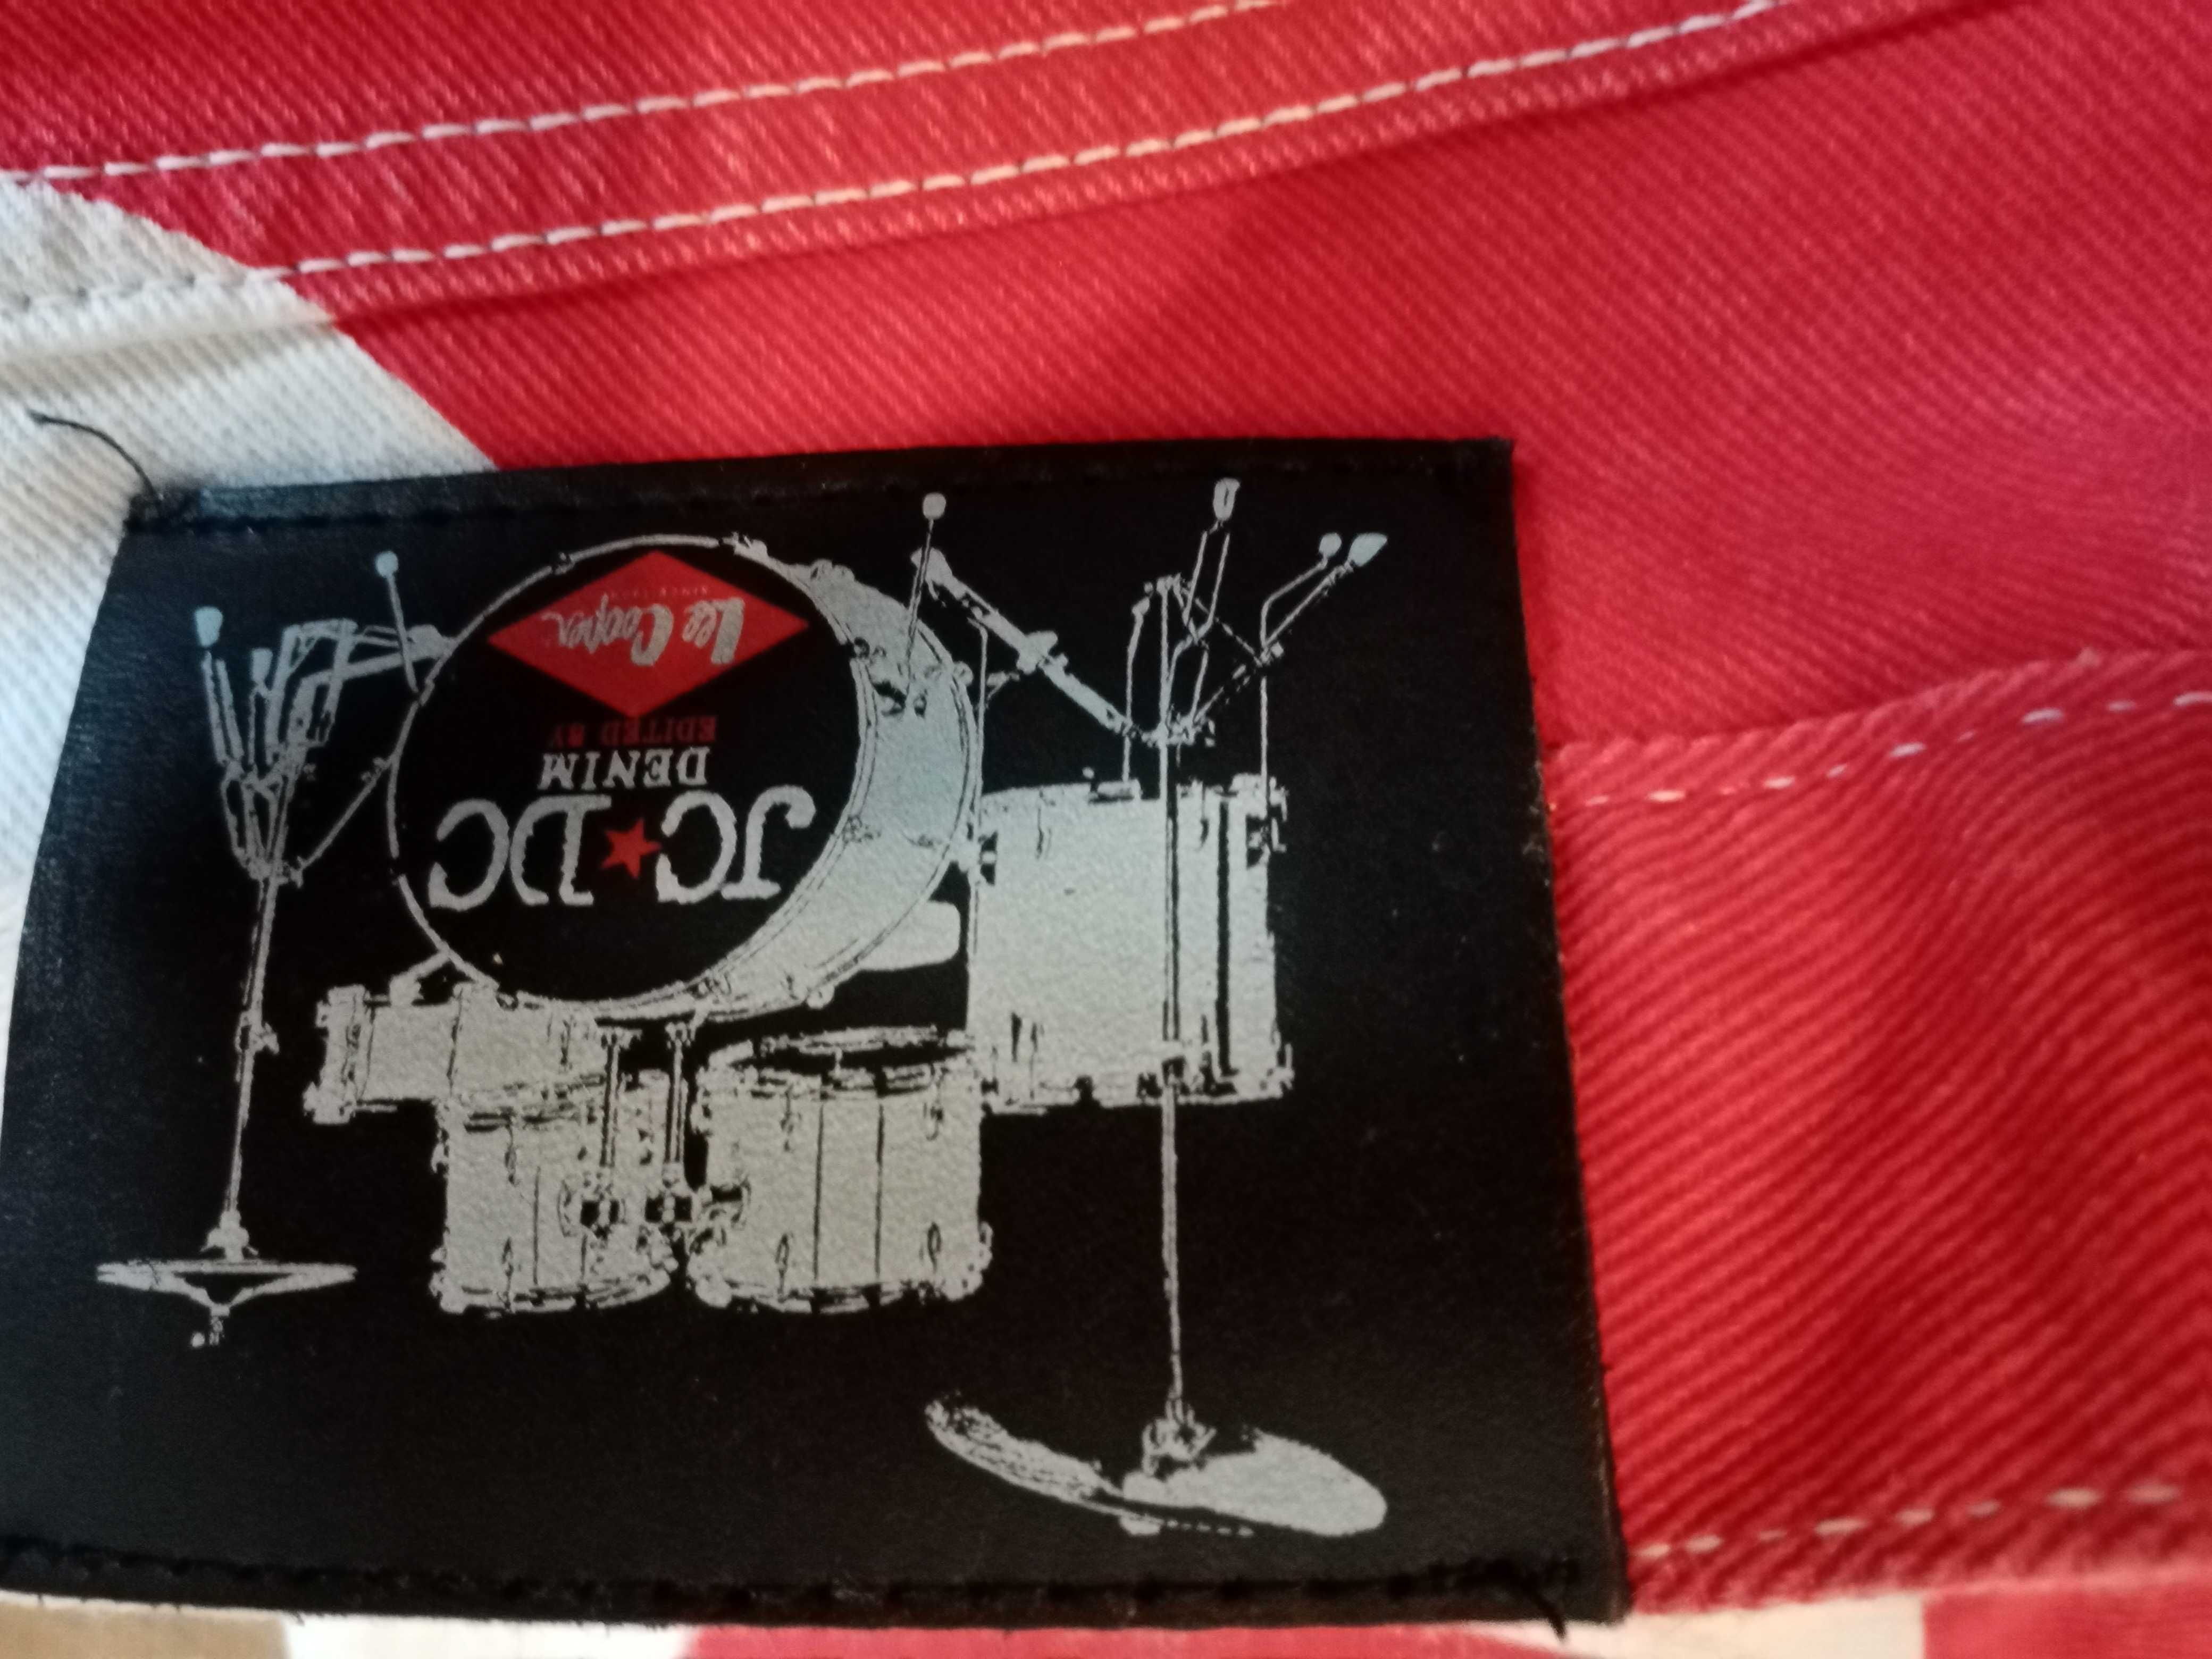 JC★DC
DENIM
EDITED BY
Lee Cooper